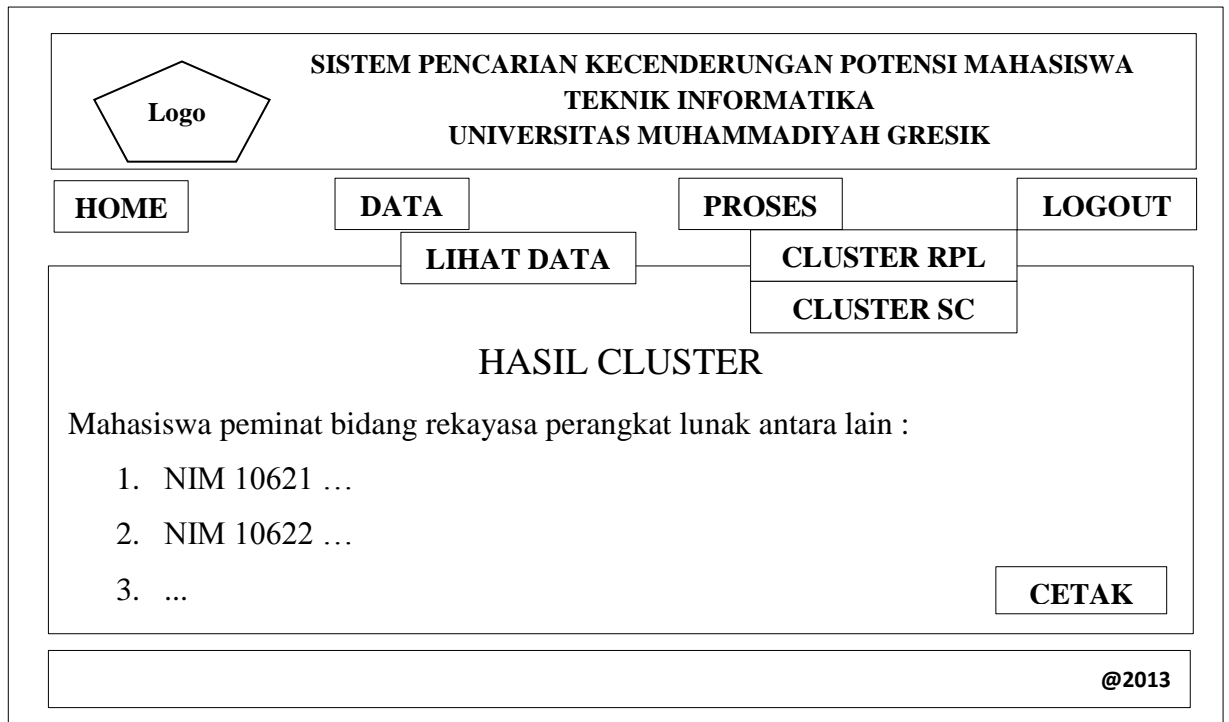 SISTEM PENCARIAN KECENDERUNGAN POTENSI MAHASISWA
TEKNIK INFORMATIKA
UNIVERSITAS MUHAMMADIYAH GRESIK
Logo
HOME
DATA
PROSES
LOGOUT
LIHAT DATA
CLUSTER RPL
CLUSTER SC
HASIL CLUSTER
Mahasiswa peminat bidang rekayasa perangkat lunak antara lain :
1. NIM 10621 …
2. NIM 10622 …
3. ...
CETAK
@2013